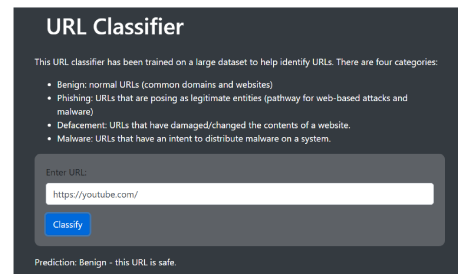 URL Classifier
This URL classifier has been trained on a large dataset to help identify URLs. There are four categories:
• Benign: normal URLs (common domains and websites)
• Phishing: URLs that are posing as legitimate entities (pathway for web-based attacks and
malware)
• Defacement: URLs that have damaged/changed the contents of a website.
• Malware: URLs that have an intent to distribute malware on a system.
Enter URL:
https://youtube.com/
Classify
Prediction: Benign - this URL is safe.